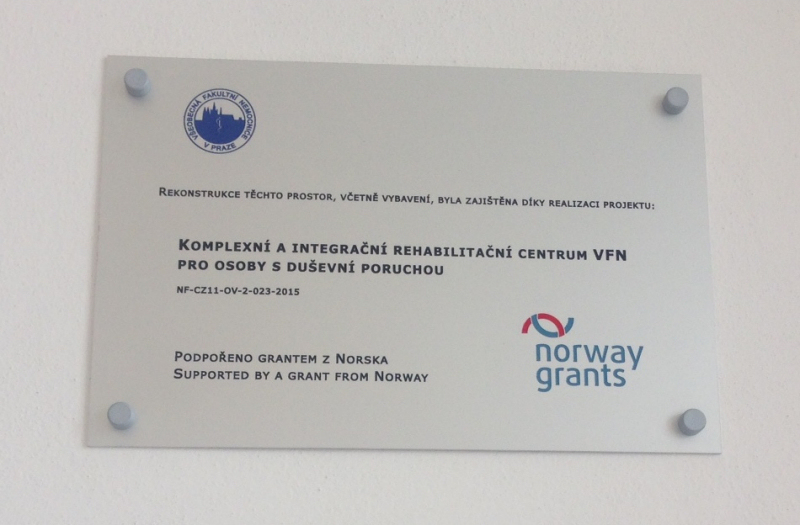 VŠEOBECNÁ FAKULTNÍ NEMOCNICE
V PRAZE
REKONSTRUKCE TĚCHTO PROSTOR, VČETNĚ VYBAVENÍ, BYLA ZAJIŠTĚNA DÍKY REALIZACI PROJEKTU:
KOMPLEXNÍ A INTEGRAČNÍ REHABILITAČNÍ CENTRUM VFN
PRO OSOBY S DUŠEVNÍ PORUCHOU
NF-CZ11-OV-2-023-2015
PODPOŘENO GRANTEM Z NORSKA
SUPPORTED BY A GRANT FROM NORWAY
norway
grants